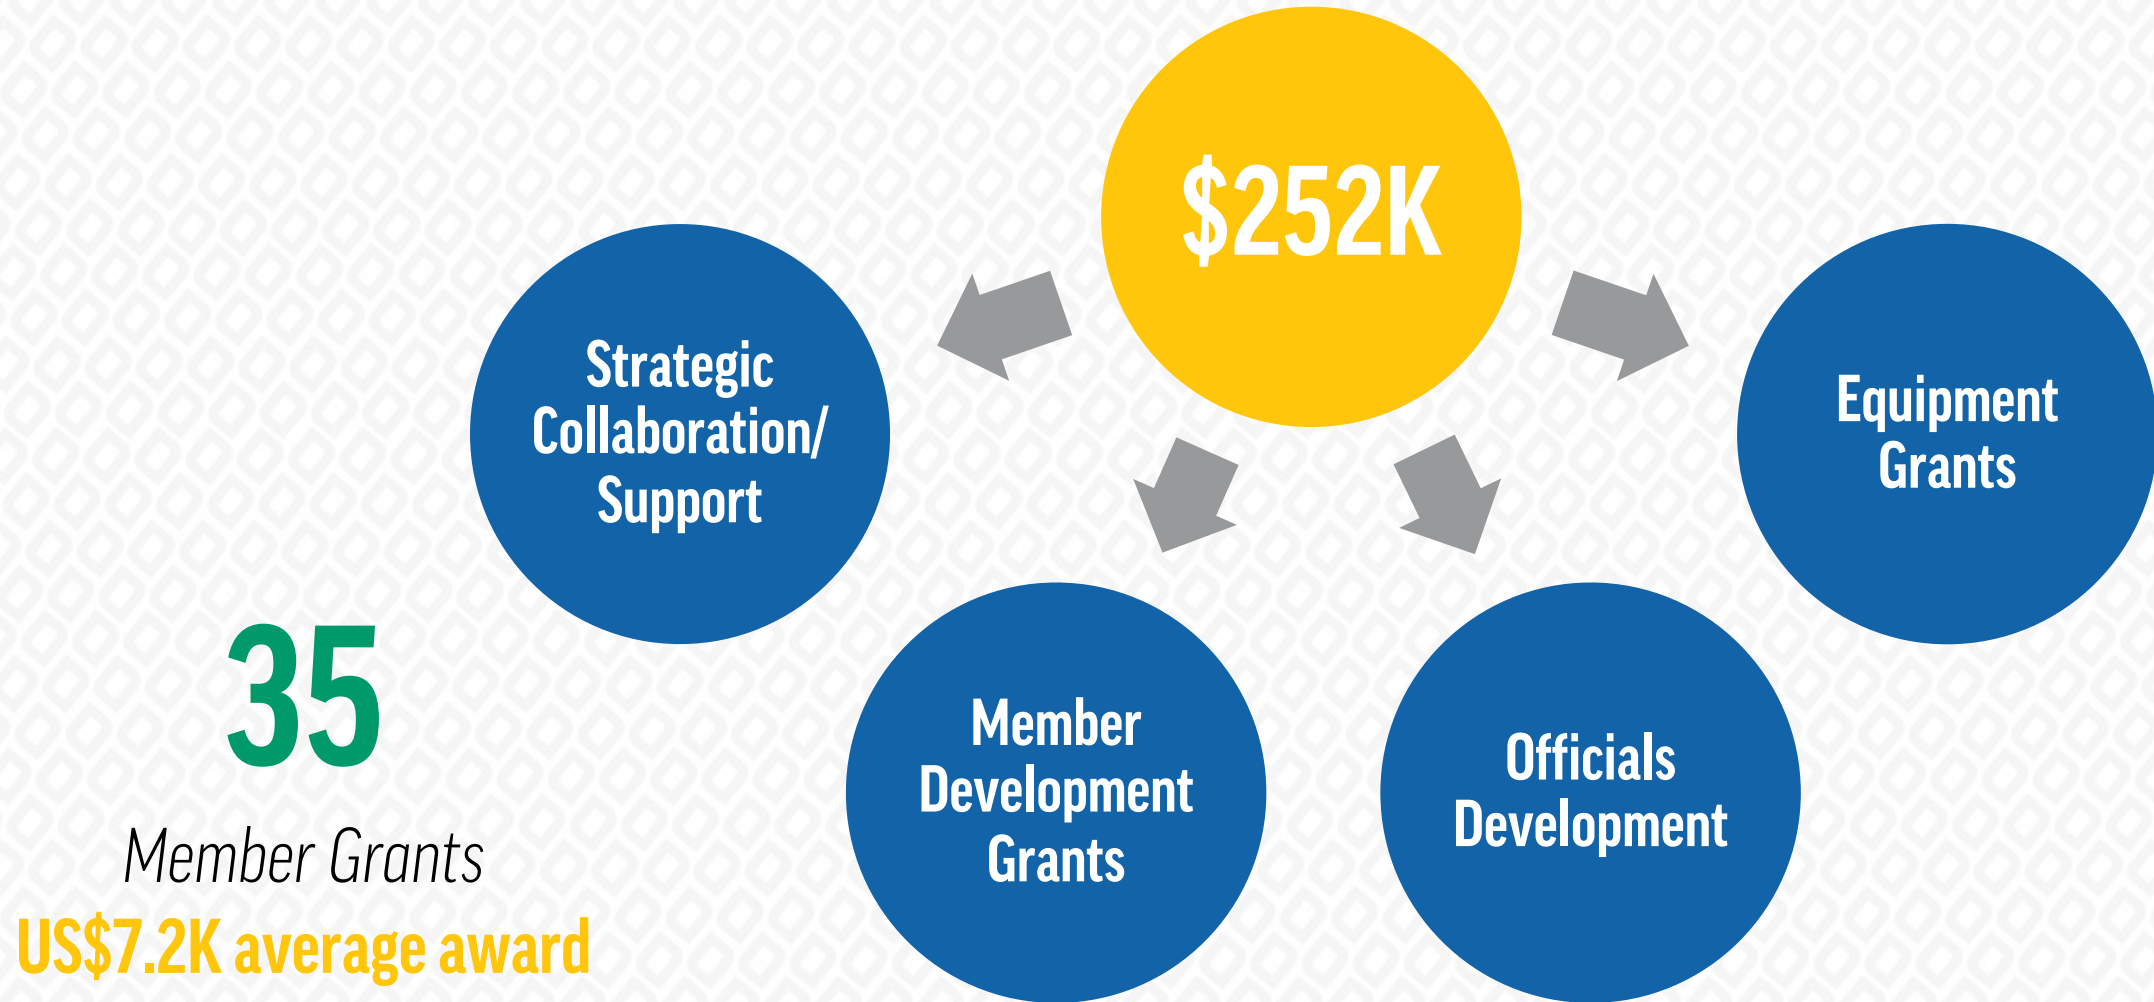 $252K
Strategic
Collaboration/
Support
Equipment
Grants
Member
Development
Grants
Officials
Development
35
Member Grants
US$7.2K average award